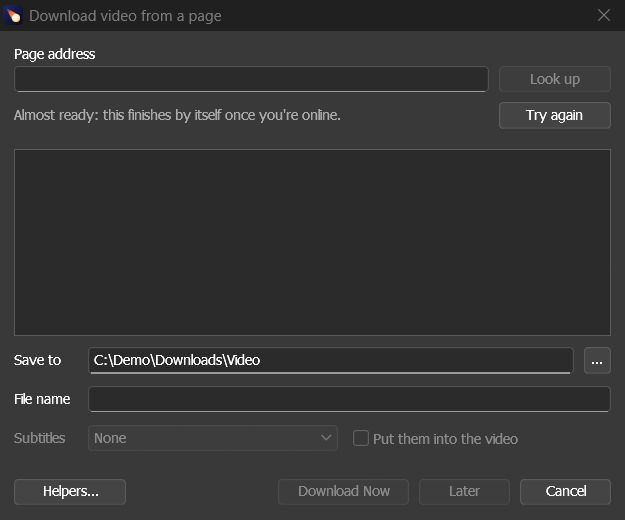 Download video from a page
Page address
Look up
Almost ready: this finishes by itself once you're online.
Try again
Save to
C:\Demo\Downloads\Video
...
File name
Subtitles
None
Put them into the video
Helpers...
Download Now
Later
Cancel